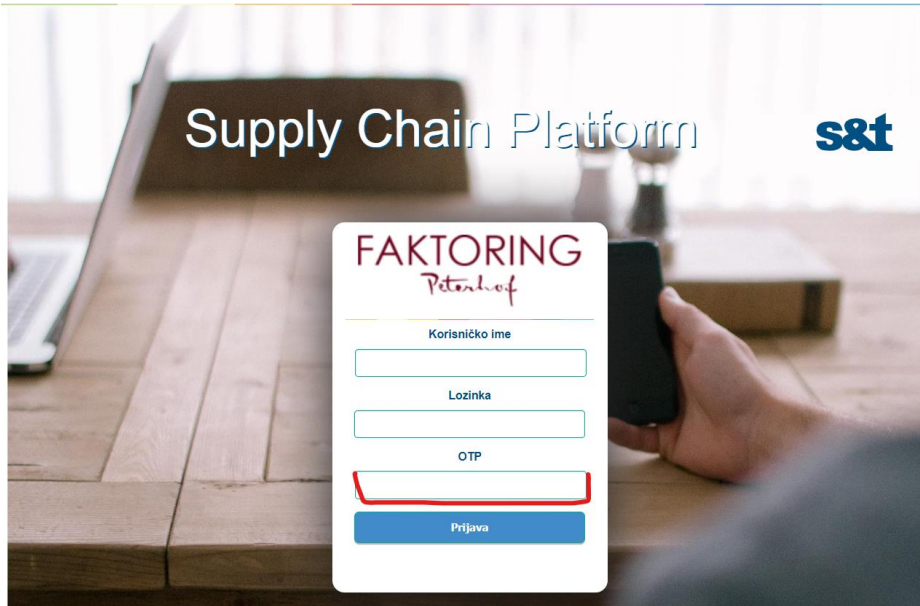 Supply Chain Platform
s&t
FAKTORING
Peterhof
Korisničko ime
Lozinka
OTP
Prijava